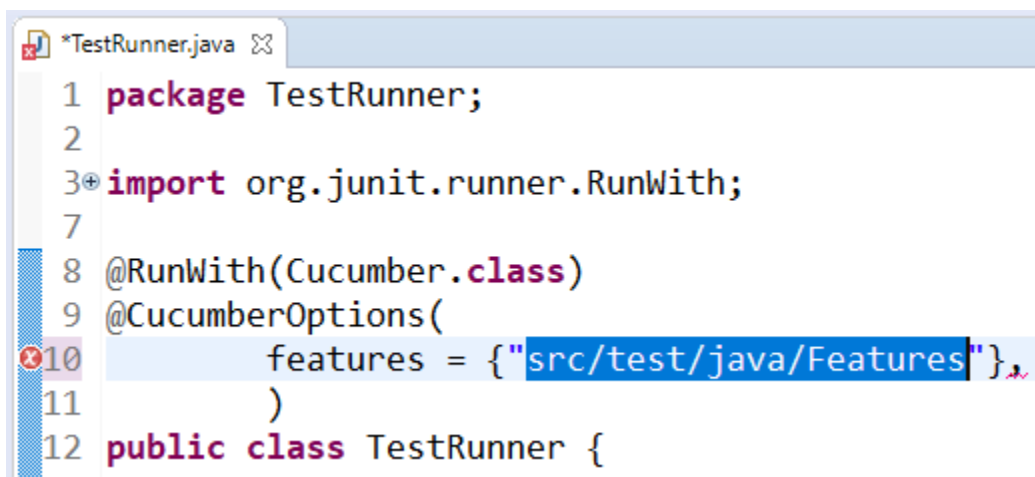 *TestRunner.java
1 package TestRunner;
2
3 import org.junit.runner.RunWith;
7
8 @RunWith(Cucumber.class)
9 @CucumberOptions(
10 features = {"src/test/java/Features"},
11 )
12 public class TestRunner {